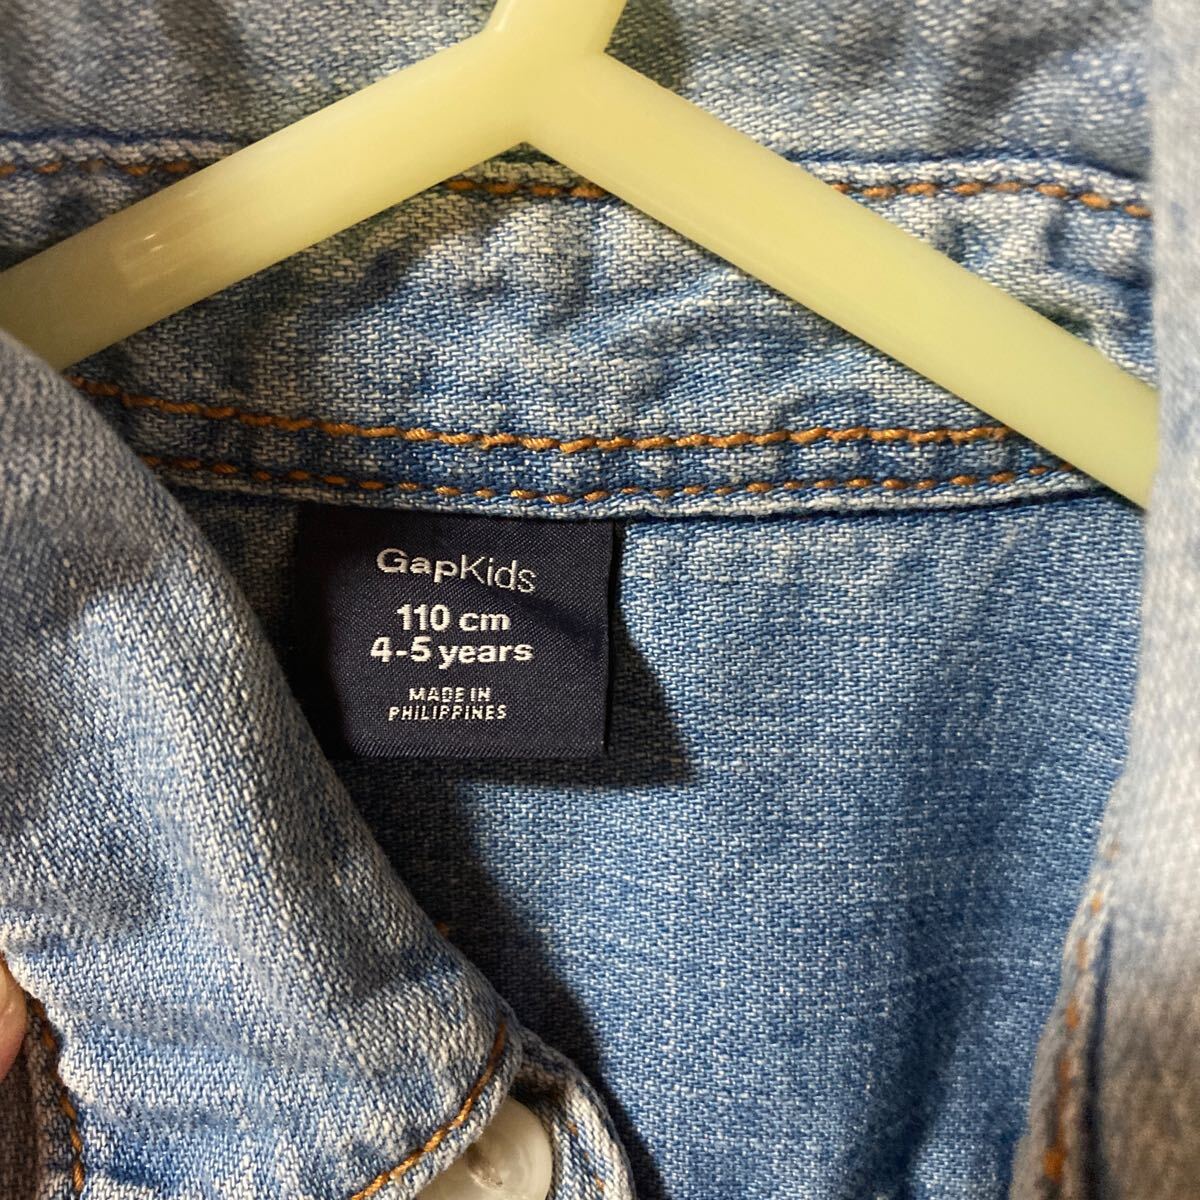 GapKids
110 cm
4-5 years
MADE IN
PHILIPPINES